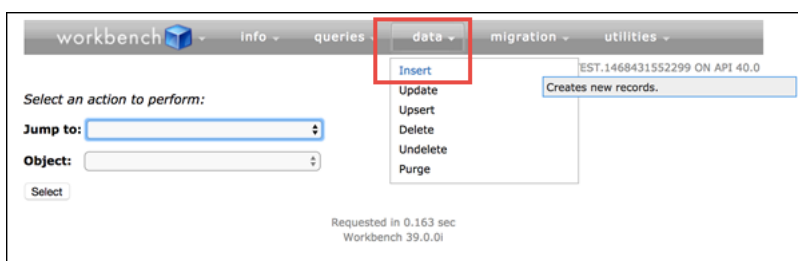 workbench info queries data migration utilities
EST.1468431552299 ON API 40.0
Insert
Creates new records.
Update
Select an action to perform:
Upsert
Jump to:
Delete
Undelete
Object:
Purge
Select
Requested in 0.163 sec
Workbench 39.0.0i